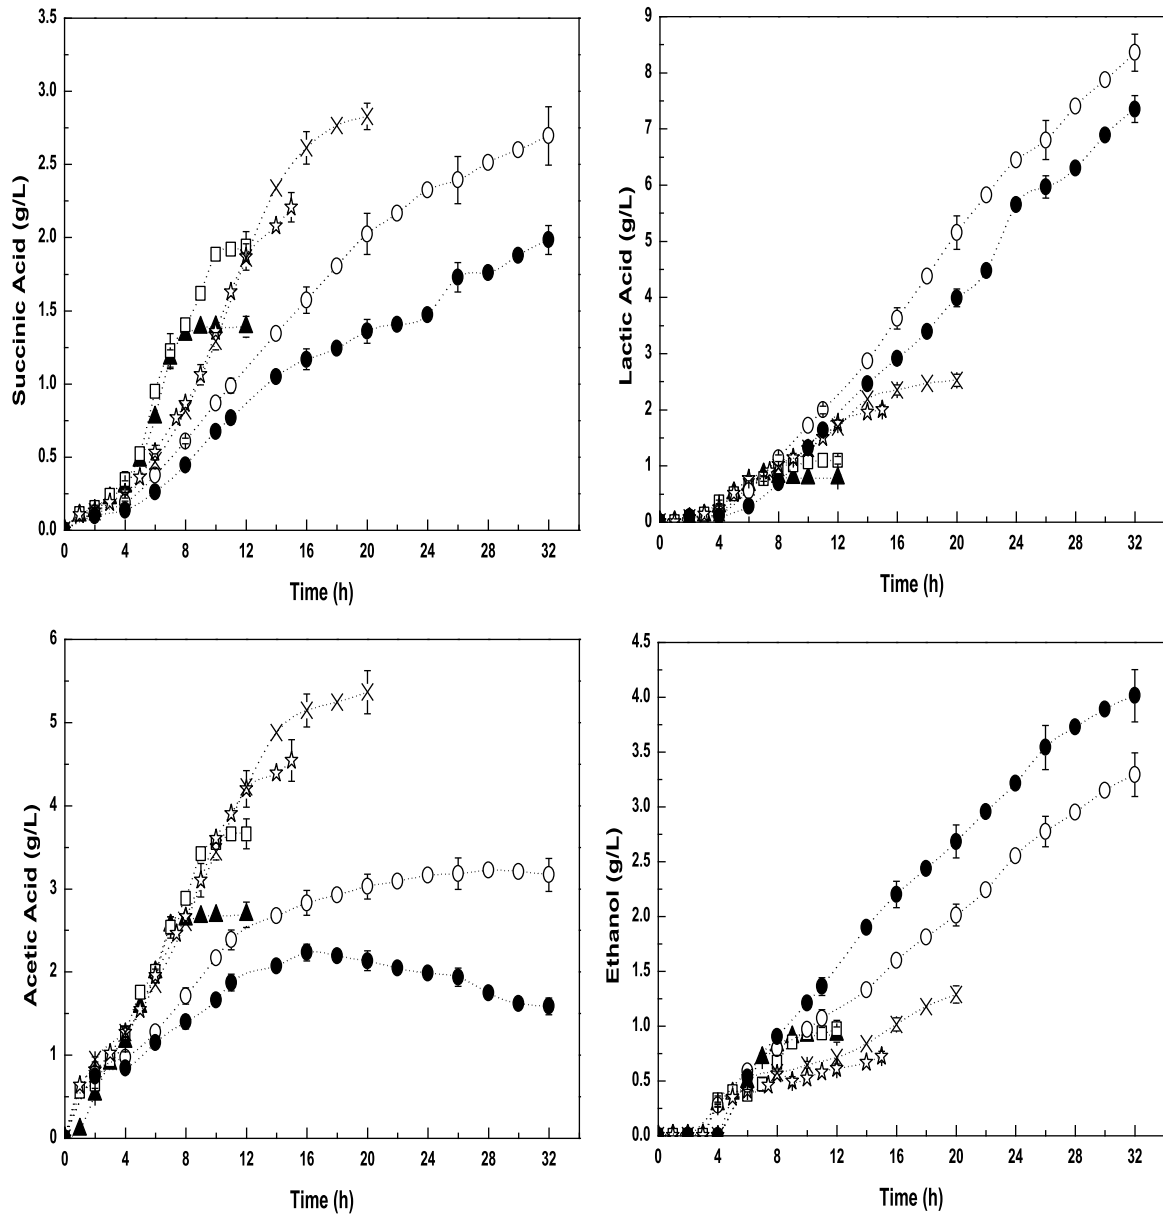 3.5
3.0
2.5
2.0
1.5
1.0
0.5
0.0
Succinic Acid (g/L)
0 4 8 12 16 20 24 28 32
Time (h)
9
8
7
6
5
4
3
2
1
0
Lactic Acid (g/L)
0 4 8 12 16 20 24 28 32
Time (h)
6
5
4
3
2
1
0
Acetic Acid (g/L)
0 4 8 12 16 20 24 28 32
Time (h)
4.5
4.0
3.5
3.0
2.5
2.0
1.5
1.0
0.5
0.0
Ethanol (g/L)
0 4 8 12 16 20 24 28 32
Time (h)